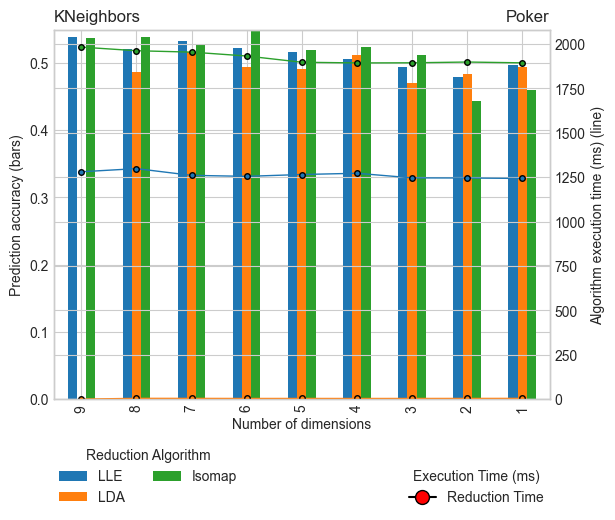 KNeighbors Poker
Prediction accuracy (bars)
0.5
0.4
0.3
0.2
0.1
0.0
2000
1750
1500
1250
1000
750
500
250
0
Algorithm execution time (ms) (line)
9 8 7 6 5 4 3 2 1
Number of dimensions
Reduction Algorithm
LLE
LDA
Isomap
Execution Time (ms)
Reduction Time